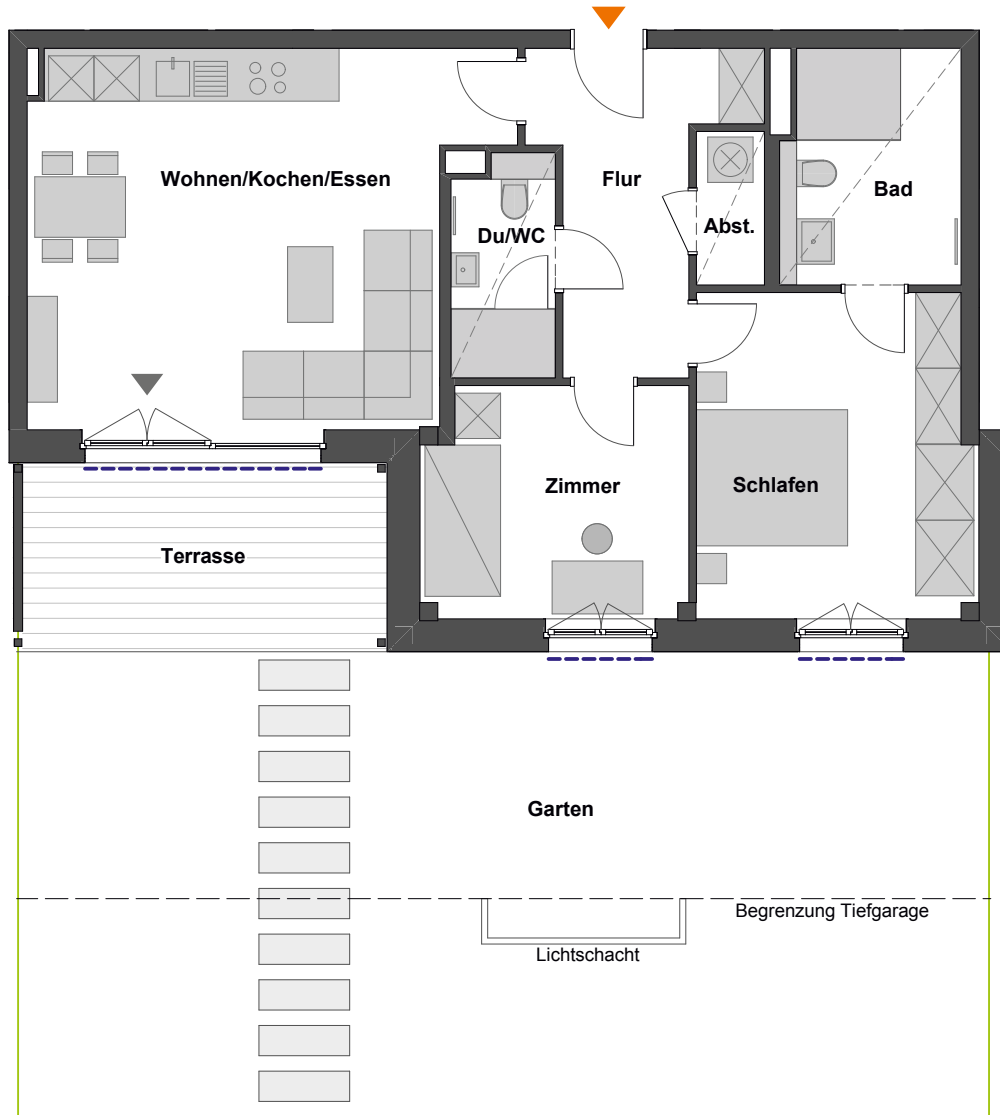 Wohnen/Kochen/Essen
Flur
Bad
Abst.
Du/WC
Zimmer
Schlafen
Terrasse
Garten
Begrenzung Tiefgarage
Lichtschacht